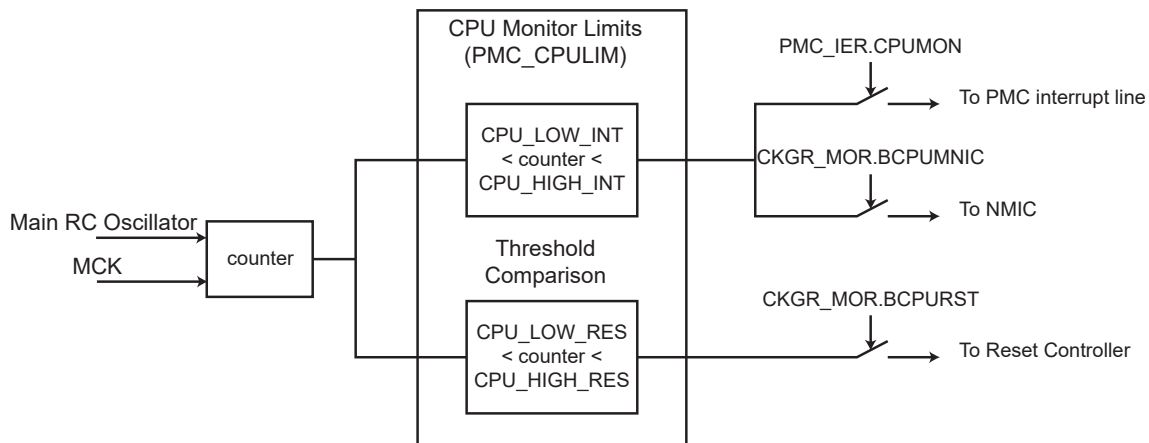 CPU Monitor Limits
(PMC_CPULIM)
PMC_IER.CPUMON
To PMC interrupt line
CPU_LOW_INT
< counter <
CPU_HIGH_INT
CKGR_MOR.BCPUMNIC
To NMIC
Main RC Oscillator
MCK
counter
Threshold
Comparison
CKGR_MOR.BCPURST
CPU_LOW_RES
< counter <
CPU_HIGH_RES
To Reset Controller